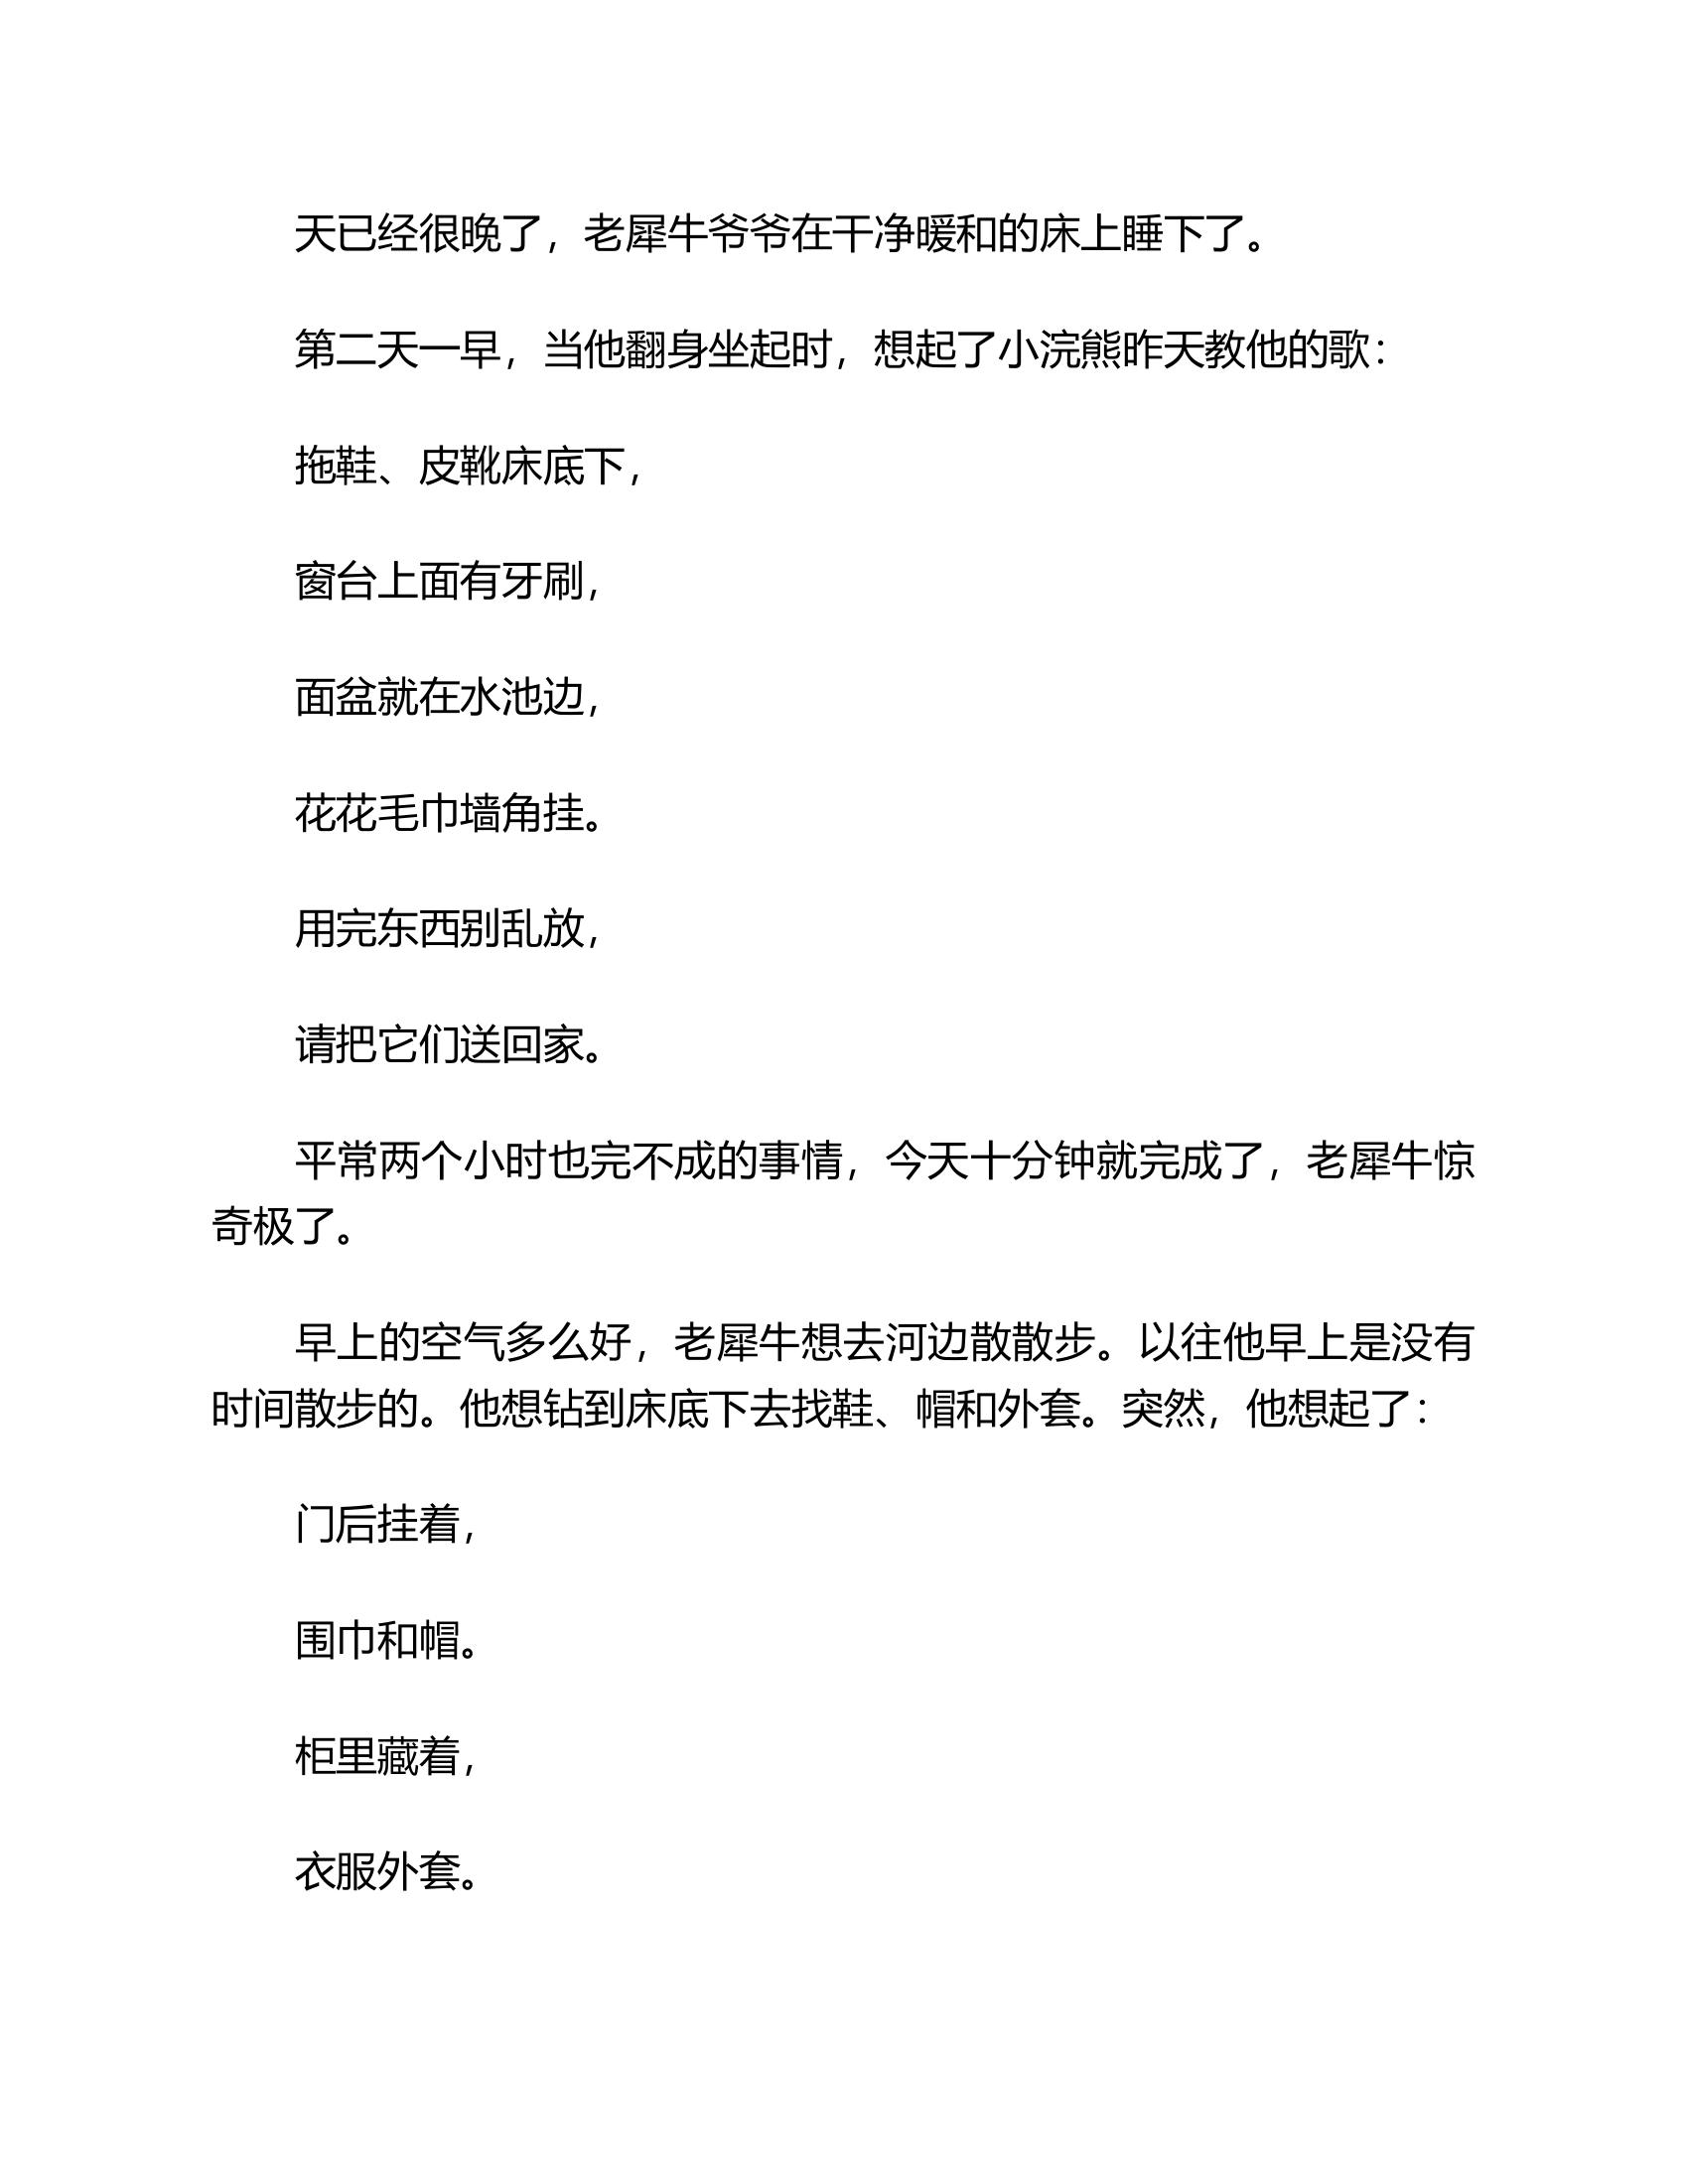 天已经很晚了，老犀牛爷爷在干净暖和的床上睡下了。
第二天一早，当他翻身坐起时，想起了小浣熊昨天教他的歌：
拖鞋、皮靴床底下，
窗台上面有牙刷，
面盆就在水池边，
花花毛巾墙角挂。
用完东西别乱放，
请把它们送回家。
平常两个小时也完不成的事情，今天十分钟就完成了，老犀牛惊
奇极了。
早上的空气多么好，老犀牛想去河边散散步。以往他早上是没有
时间散步的。他想钻到床底下去找鞋、帽和外套。突然，他想起了：
门后挂着，
围巾和帽。
柜里藏着，
衣服外套。